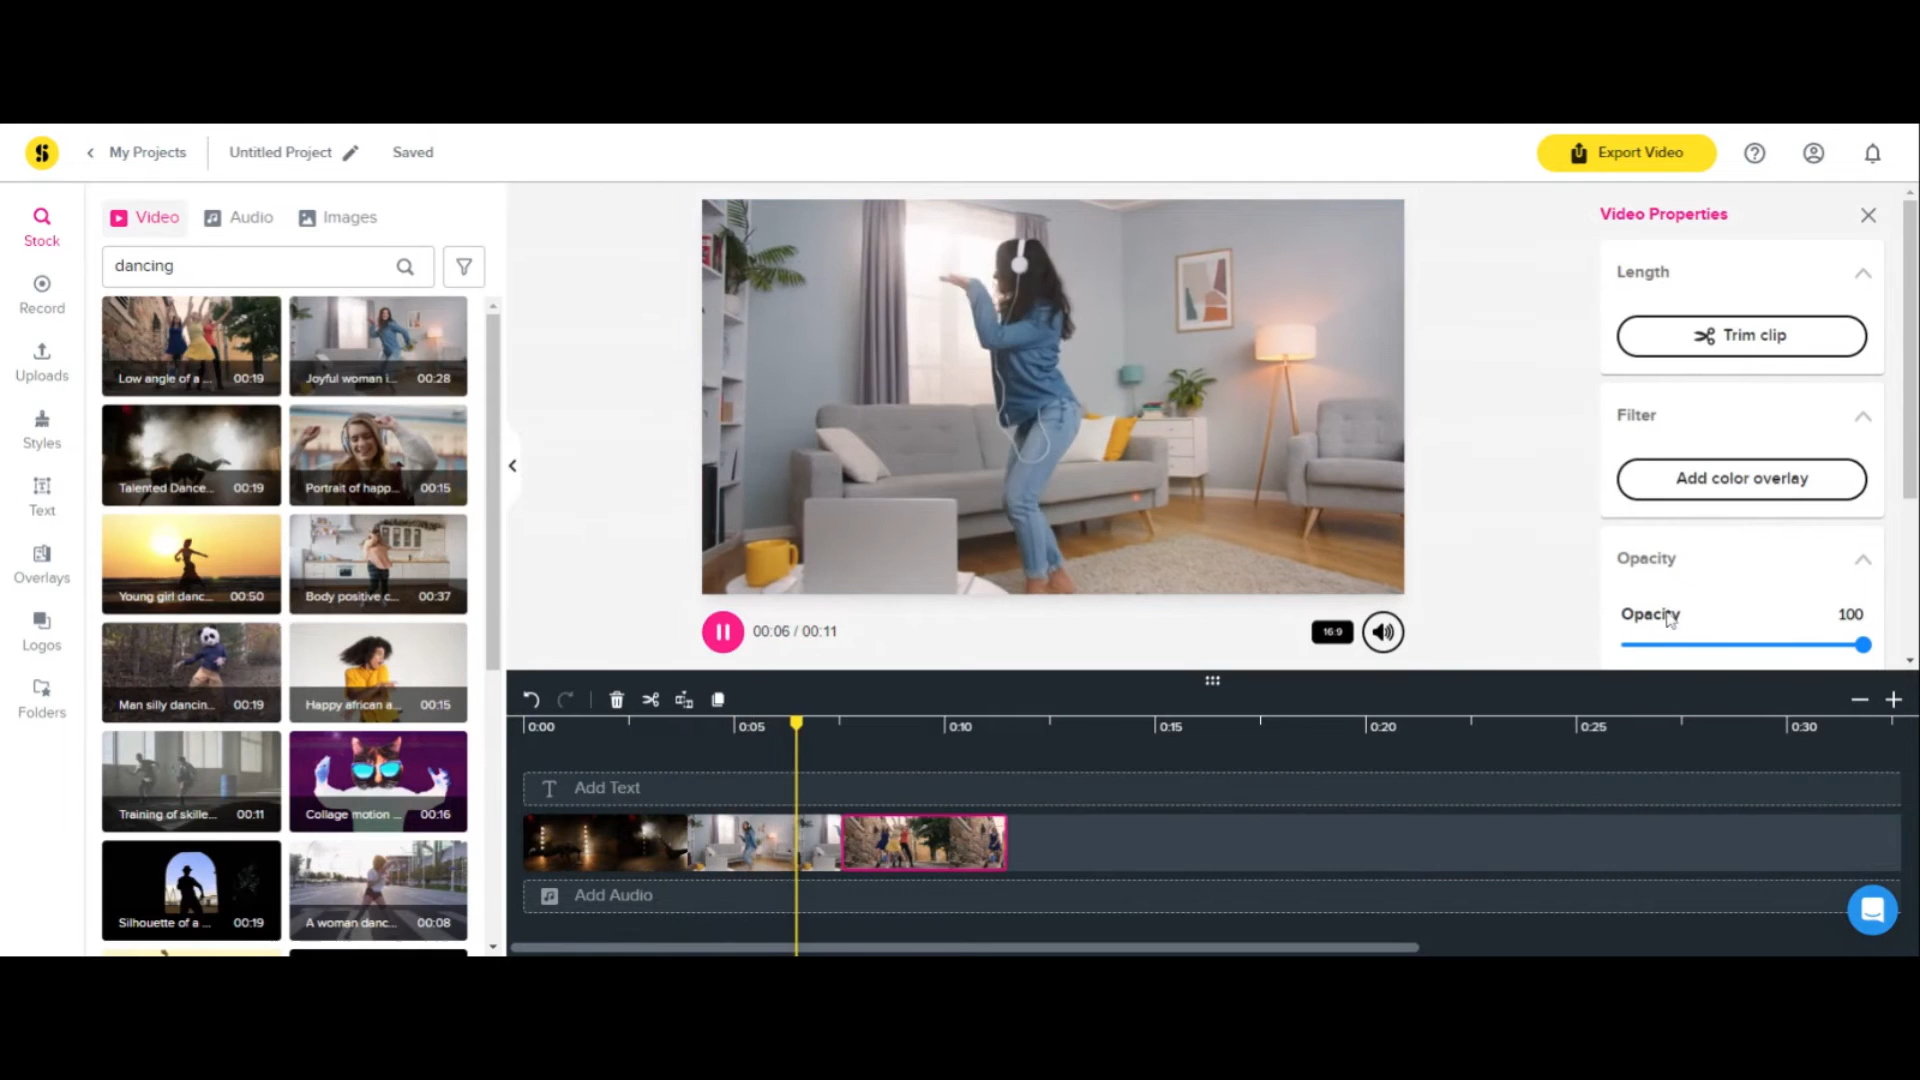 My Projects
Untitled Project
Saved
Export Video
Stock
Record
Uploads
Styles
Text
Overlays
Logos
Folders
Video
Audio
Images
dancing
Low angle of a ... 00:19
Joyful woman i... 00:28
Talented Dance... 00:19
Portrait of happ... 00:15
Young girl danc... 00:50
Body positive c... 00:37
Man silly dancin... 00:19
Happy african a... 00:15
Training of skille... 00:11
Collage motion ... 00:16
Silhouette of a ... 00:19
A woman danc... 00:08
00:06 / 00:11
16:9
Video Properties
Length
Trim clip
Filter
Add color overlay
Opacity
Opacity 100
0:00 0:05 0:10 0:15 0:20 0:25 0:30
Add Text
Add Audio